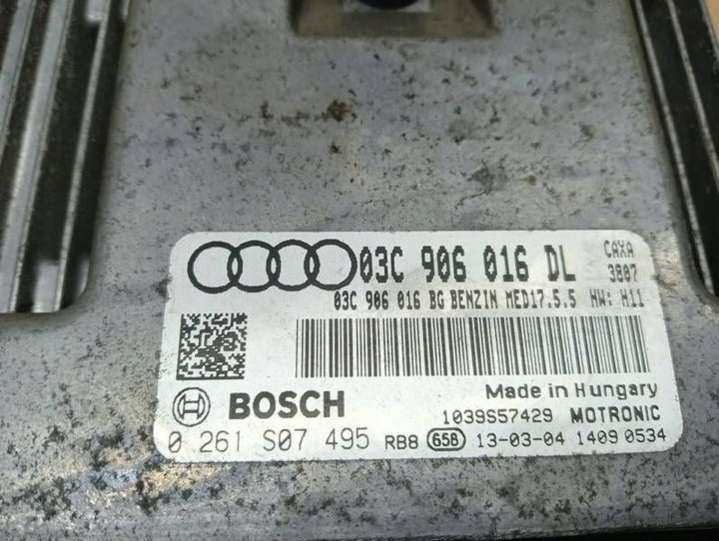 03C 906 016 DL CAXA
3807
03C 906 016 BG BENZIN MED17.5.5 HW: H11
BOSCH Made in Hungary
1039S57429 MOTRONIC
0 261 S07 495 RB8 658 13-03-04 1409 0534